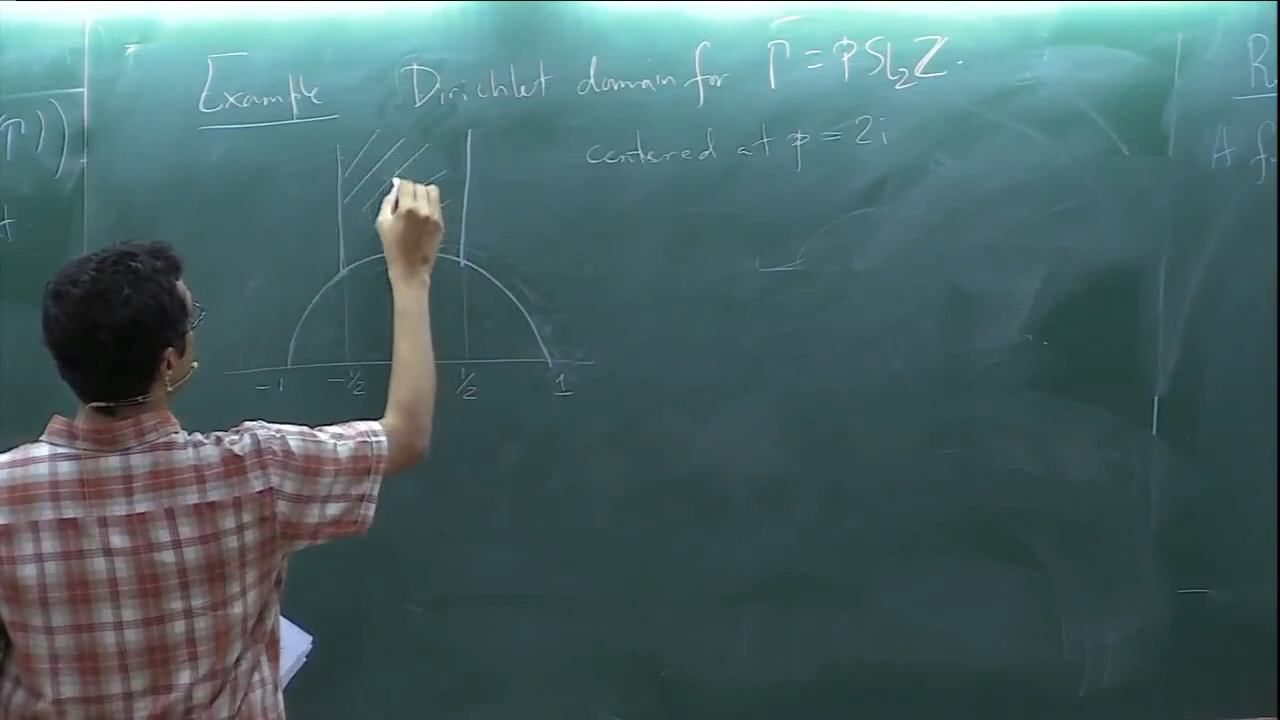 Example Dirichlet domain for Γ̄ = PSL₂Z.
centered at p = 2i
-1 -½ ½ 1
Γ)).
R
A f